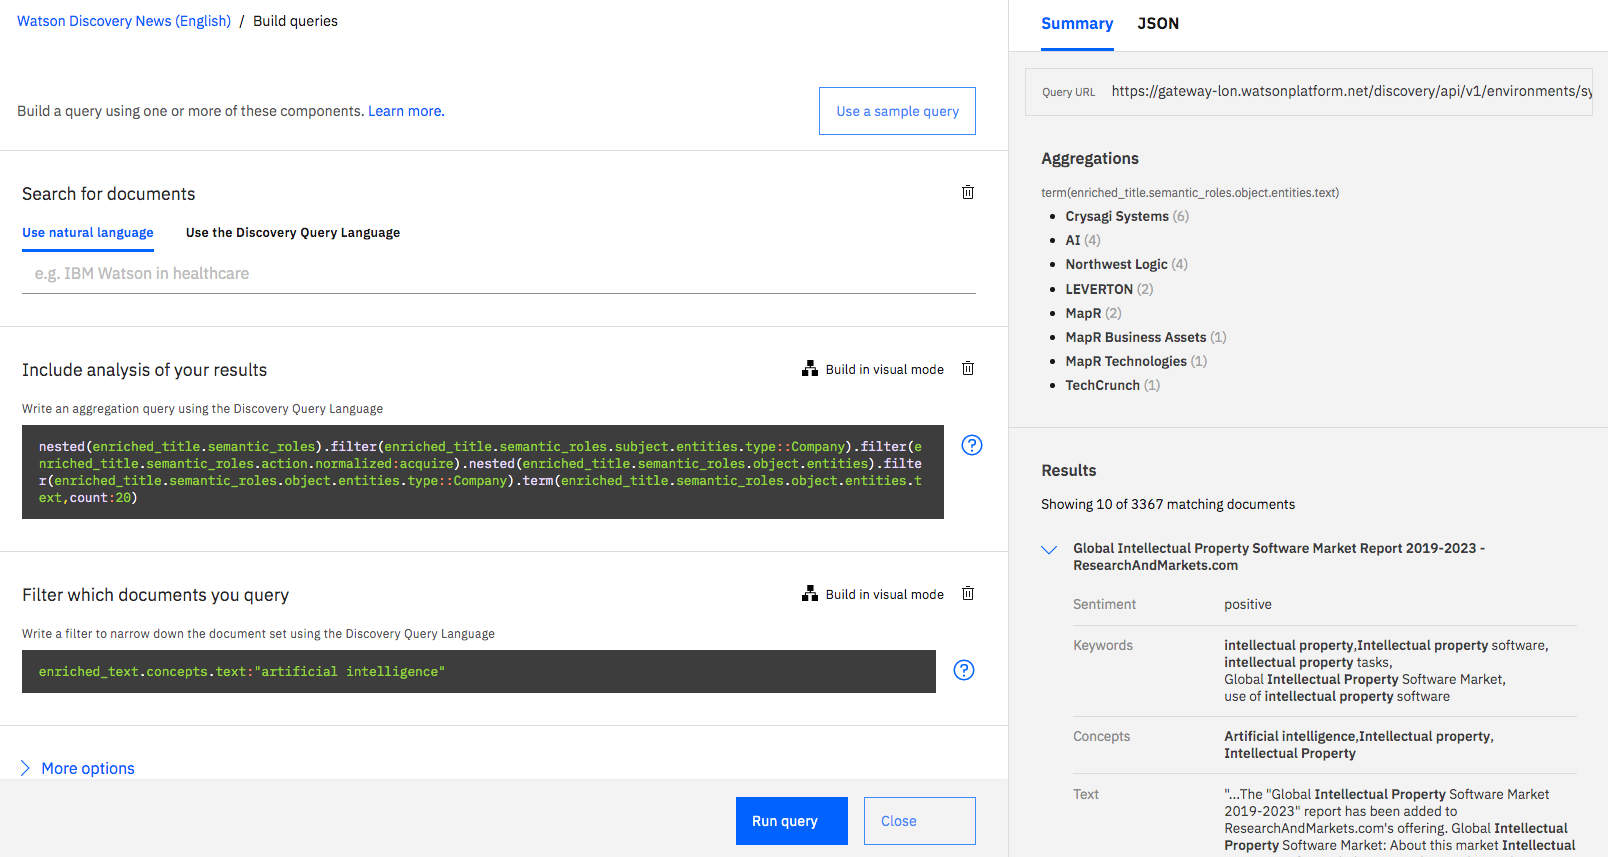 Watson Discovery News (English) / Build queries
Build a query using one or more of these components. Learn more.
Use a sample query
Search for documents
Use natural language
Use the Discovery Query Language
e.g. IBM Watson in healthcare
Include analysis of your results
Build in visual mode
Write an aggregation query using the Discovery Query Language
nested(enriched_title.semantic_roles).filter(enriched_title.semantic_roles.subject.entities.type::Company).filter(e
nriched_title.semantic_roles.action.normalized:acquire).nested(enriched_title.semantic_roles.object.entities).filte
r(enriched_title.semantic_roles.object.entities.type::Company).term(enriched_title.semantic_roles.object.entities.t
ext,count:20)
Filter which documents you query
Build in visual mode
Write a filter to narrow down the document set using the Discovery Query Language
enriched_text.concepts.text:"artificial intelligence"
More options
Run query
Close
Summary
JSON
Query URL https://gateway-lon.watsonplatform.net/discovery/api/v1/environments/sy
Aggregations
term(enriched_title.semantic_roles.object.entities.text)
Crysagi Systems (6)
AI (4)
Northwest Logic (4)
LEVERTON (2)
MapR (2)
MapR Business Assets (1)
MapR Technologies (1)
TechCrunch (1)
Results
Showing 10 of 3367 matching documents
Global Intellectual Property Software Market Report 2019-2023 -
ResearchAndMarkets.com
Sentiment positive
Keywords intellectual property,Intellectual property software,
intellectual property tasks,
Global Intellectual Property Software Market,
use of intellectual property software
Concepts Artificial intelligence,Intellectual property,
Intellectual Property
Text "...The "Global Intellectual Property Software Market
2019-2023" report has been added to
ResearchAndMarkets.com's offering. Global Intellectual
Property Software Market: About this market Intellectual